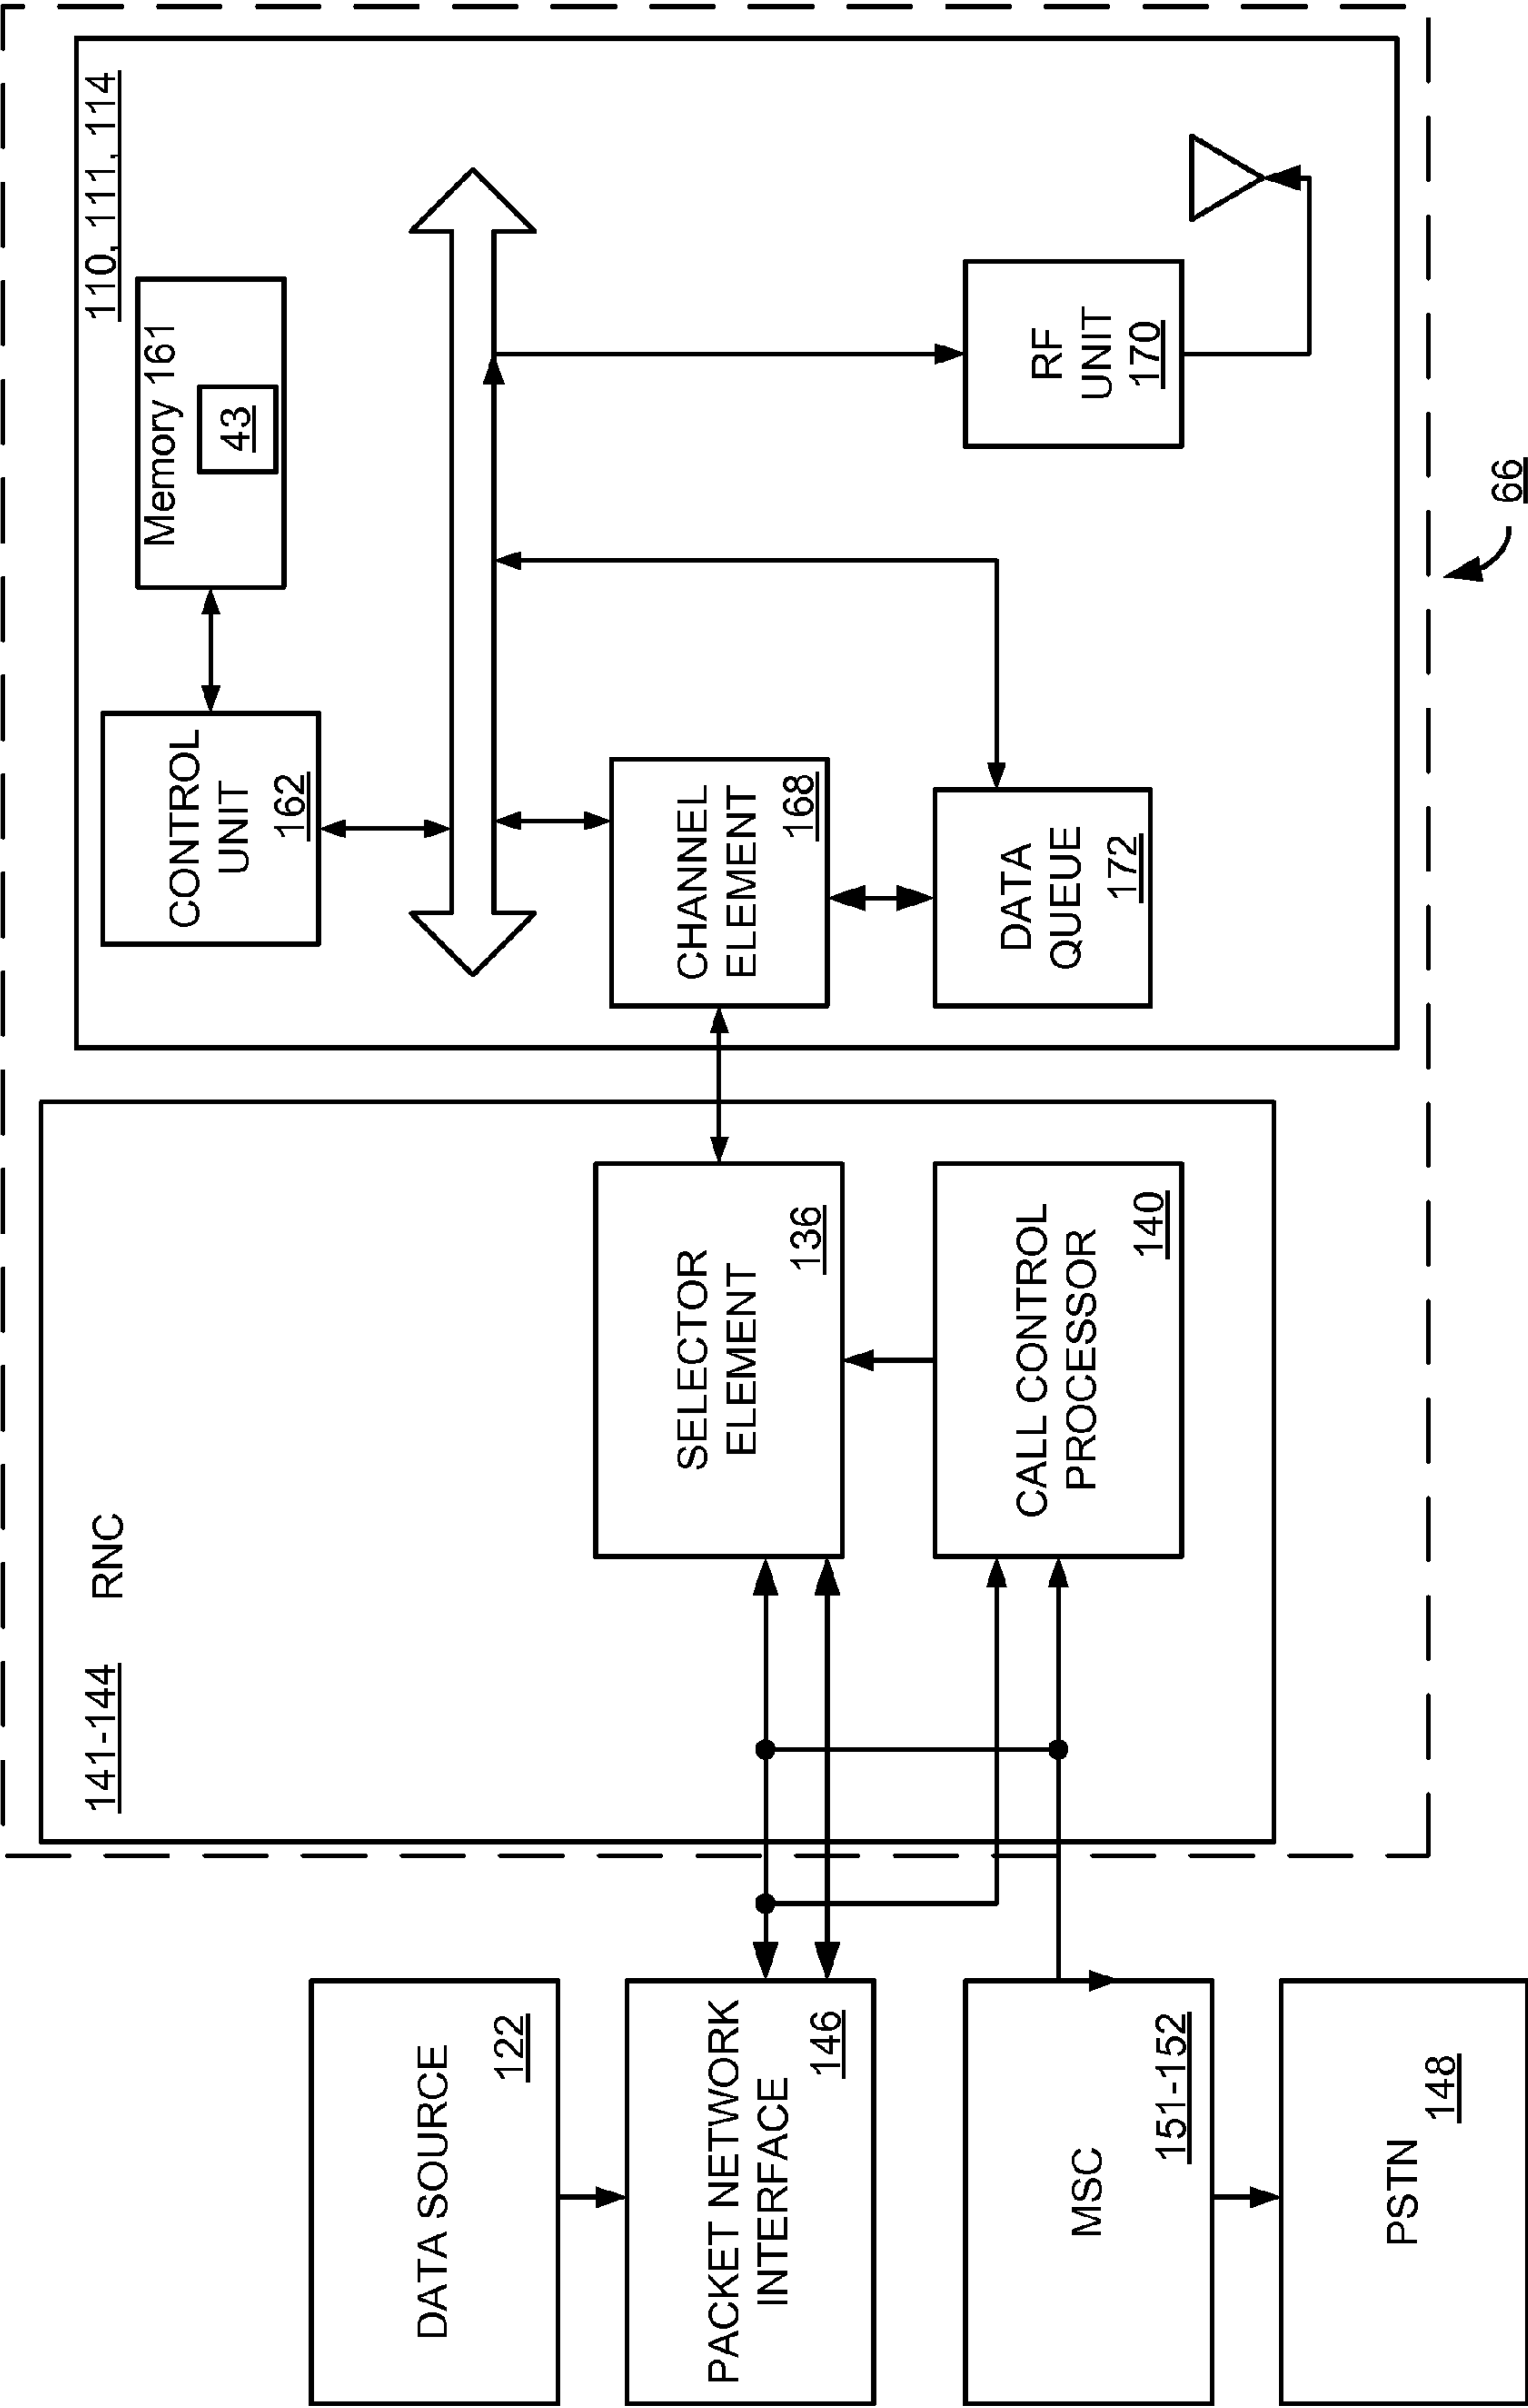 141-144
RNC
110, 111, 114
CONTROL
UNIT
162
Memory 161
43
DATA SOURCE
122
PACKET NETWORK
INTERFACE
146
SELECTOR
ELEMENT
136
CHANNEL
ELEMENT
168
MSC
151-152
CALL CONTROL
PROCESSOR
140
DATA
QUEUE
172
RF
UNIT
170
PSTN
148
66